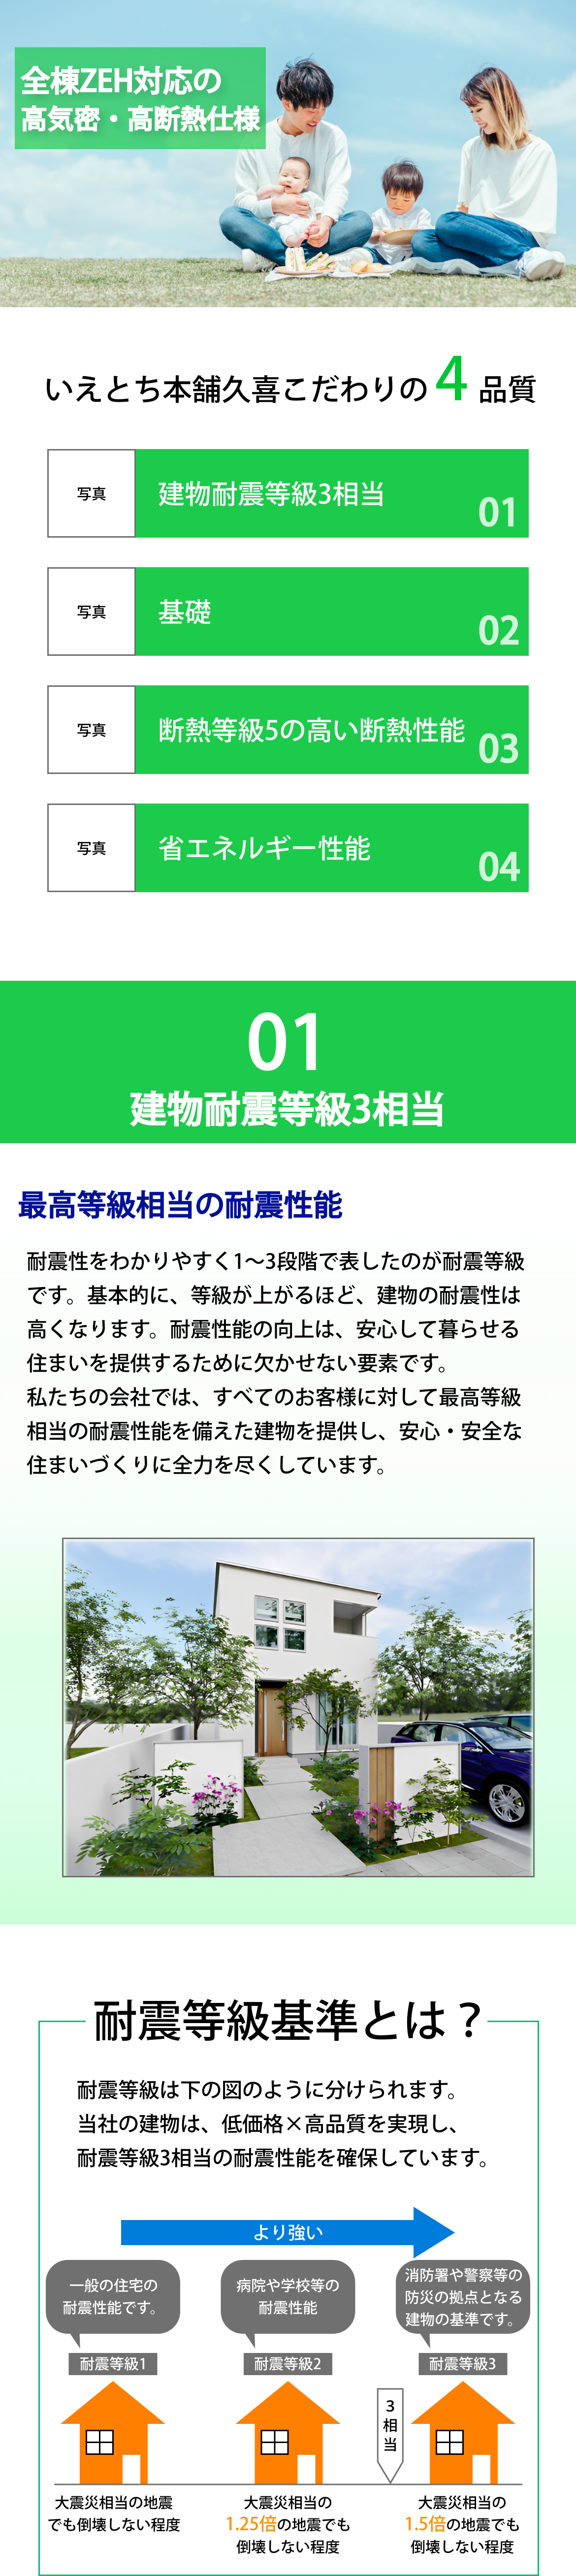 全棟ZEH対応の
高気密・高断熱仕様
いえとち本舗久喜こだわりの4品質
写真
建物耐震等級3相当
01
写真
基礎
02
写真
断熱等級5の高い断熱性能
03
写真
省エネルギー性能
04
01
建物耐震等級3相当
最高等級相当の耐震性能
耐震性をわかりやすく1〜3段階で表したのが耐震等級
です。基本的に、等級が上がるほど、建物の耐震性は
高くなります。耐震性能の向上は、安心して暮らせる
住まいを提供するために欠かせない要素です。
私たちの会社では、すべてのお客様に対して最高等級
相当の耐震性能を備えた建物を提供し、安心・安全な
住まいづくりに全力を尽くしています。
耐震等級基準とは？
耐震等級は下の図のように分けられます。
当社の建物は、低価格×高品質を実現し、
耐震等級3相当の耐震性能を確保しています。
より強い
一般の住宅の
耐震性能です。
病院や学校等の
耐震性能
消防署や警察等の
防災の拠点となる
建物の基準です。
耐震等級1
耐震等級2
耐震等級3
3
相
当
大震災相当の地震
でも倒壊しない程度
大震災相当の
1.25倍の地震でも
倒壊しない程度
大震災相当の
1.5倍の地震でも
倒壊しない程度